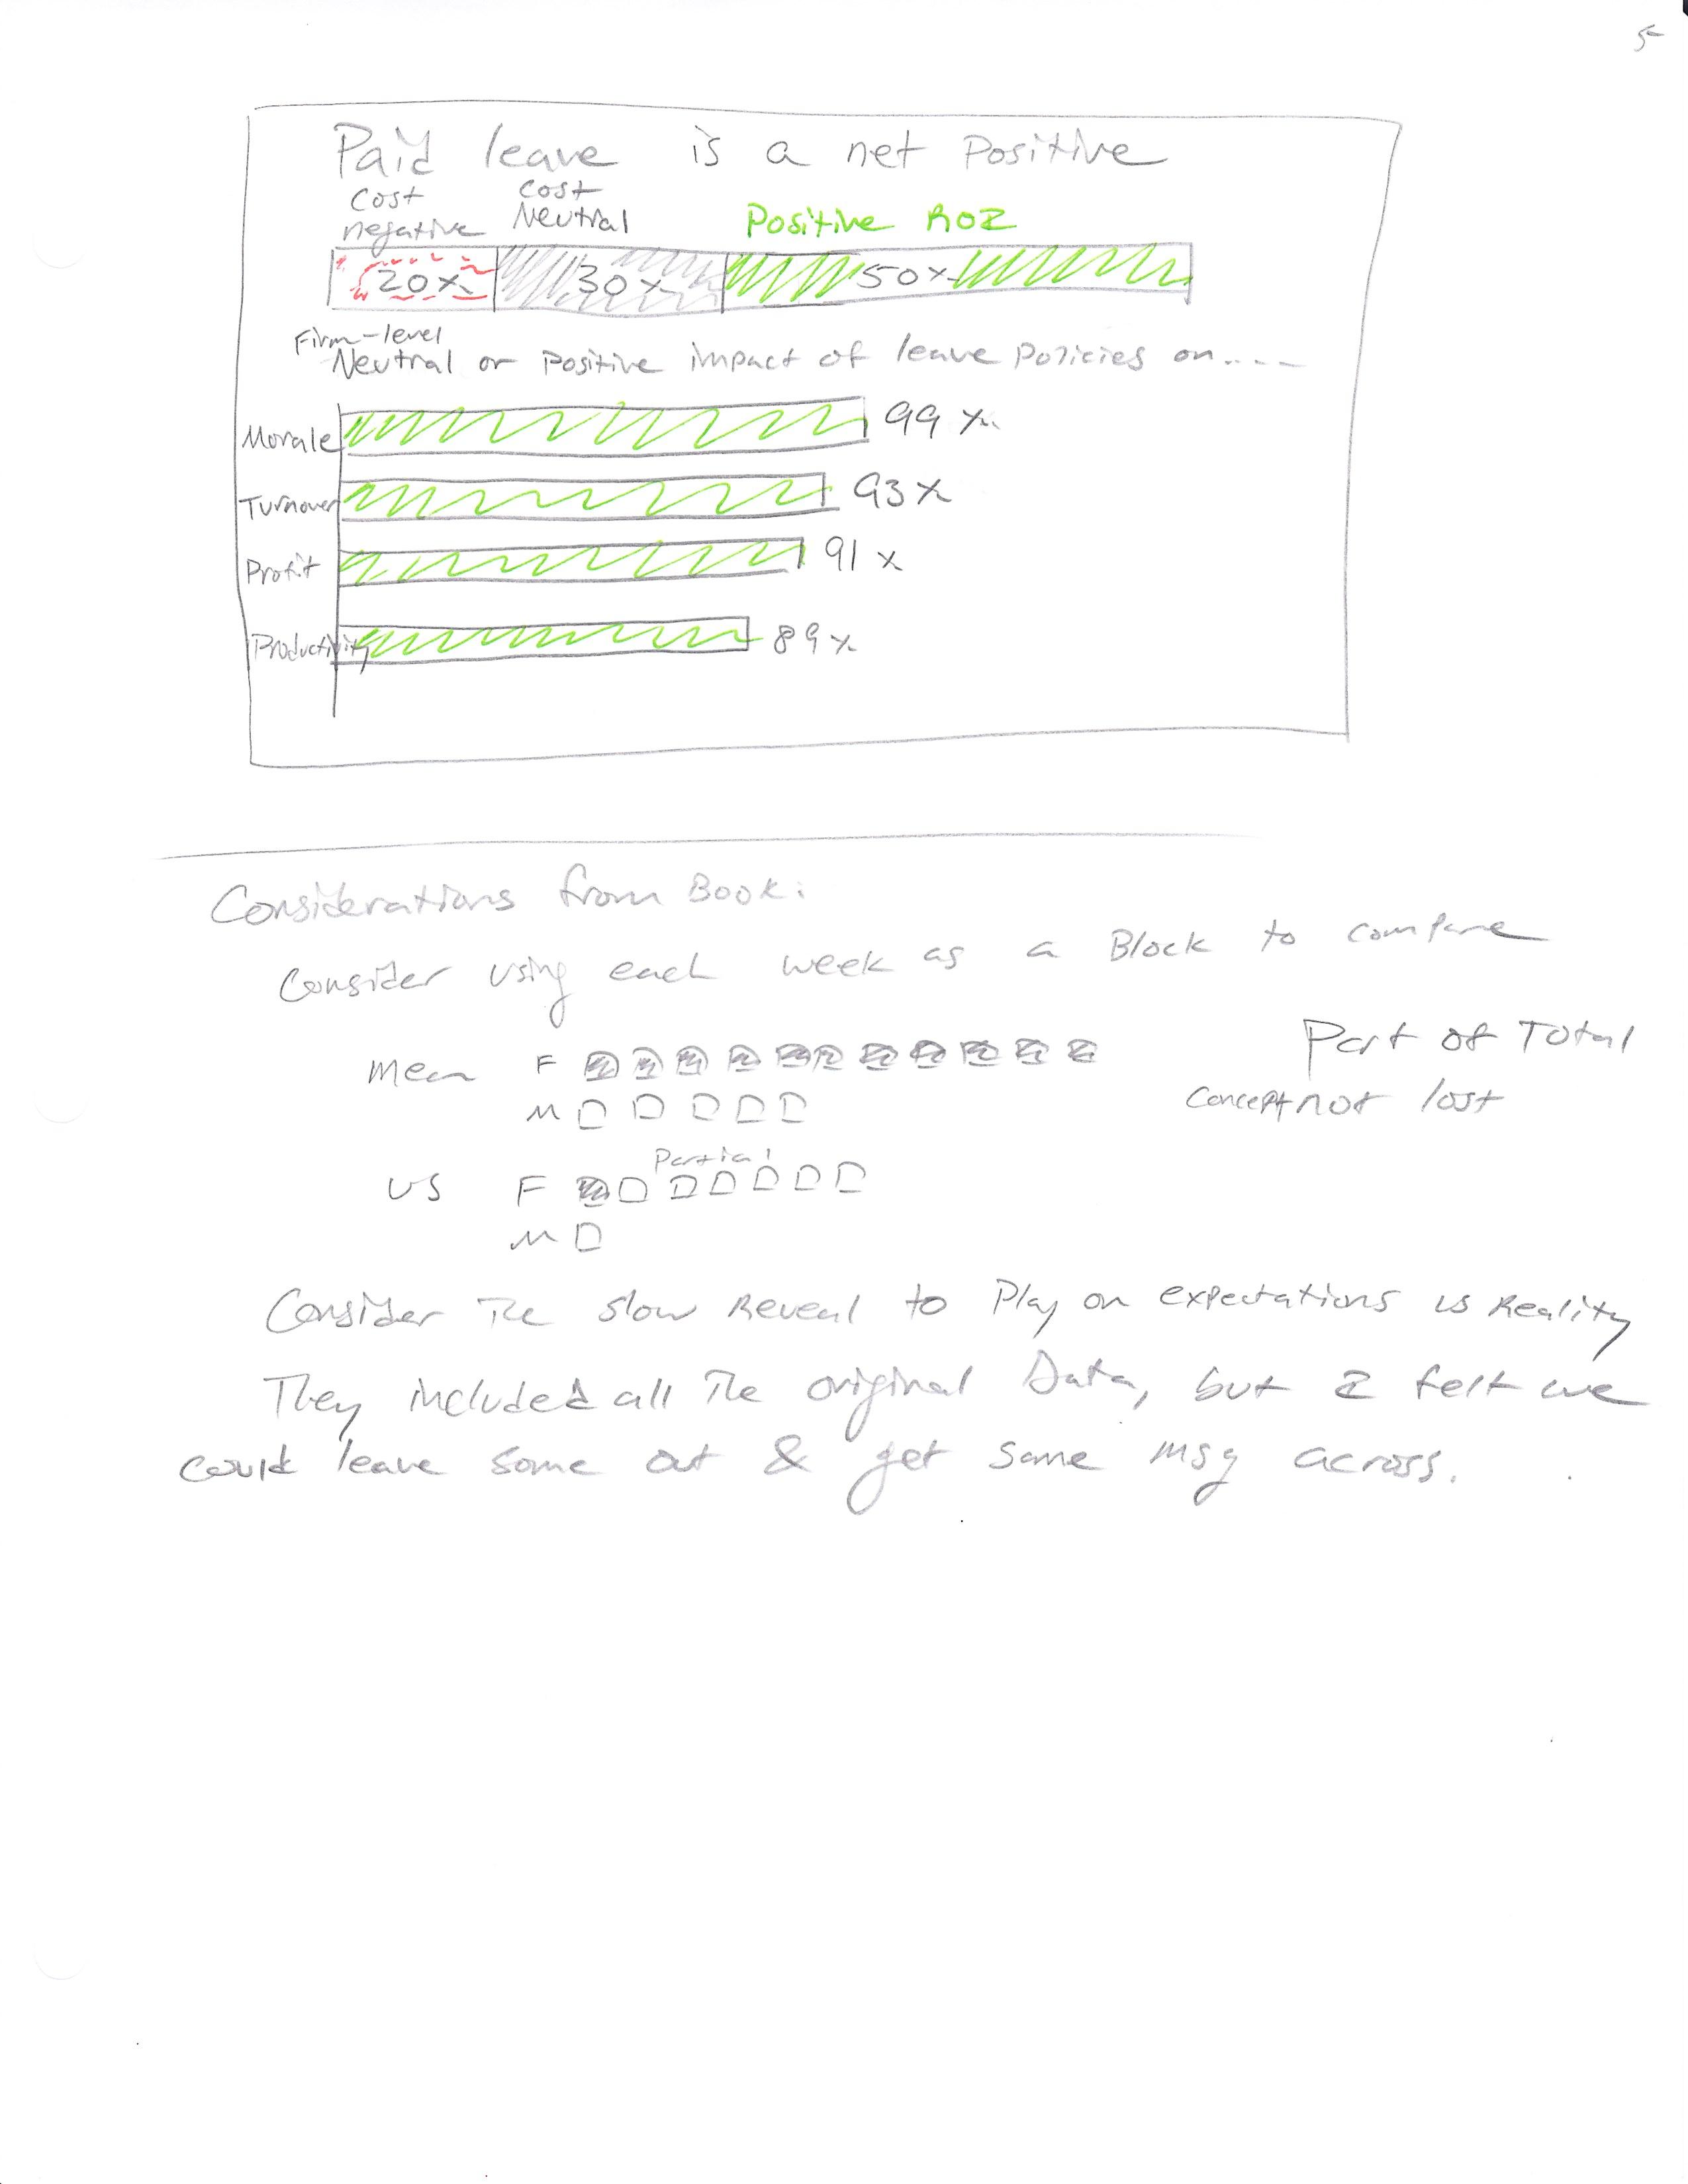 5
Paid leave is a net Positive
Cost negative
Cost Neutral
Positive ROI
20%
30%
50%
Firm-level
Neutral or Positive impact of leave Policies on....
Morale 99%
Turnover 93%
Profit 91%
Productivity 89%
Considerations from Book:
Consider using each week as a Block to compare
Mean F
M
Part of Total
Concept not lost
Partial
US F
M
Consider The slow Reveal to Play on expectations vs Reality
They included all The original Data, but I felt we
could leave some out & get same msg across.